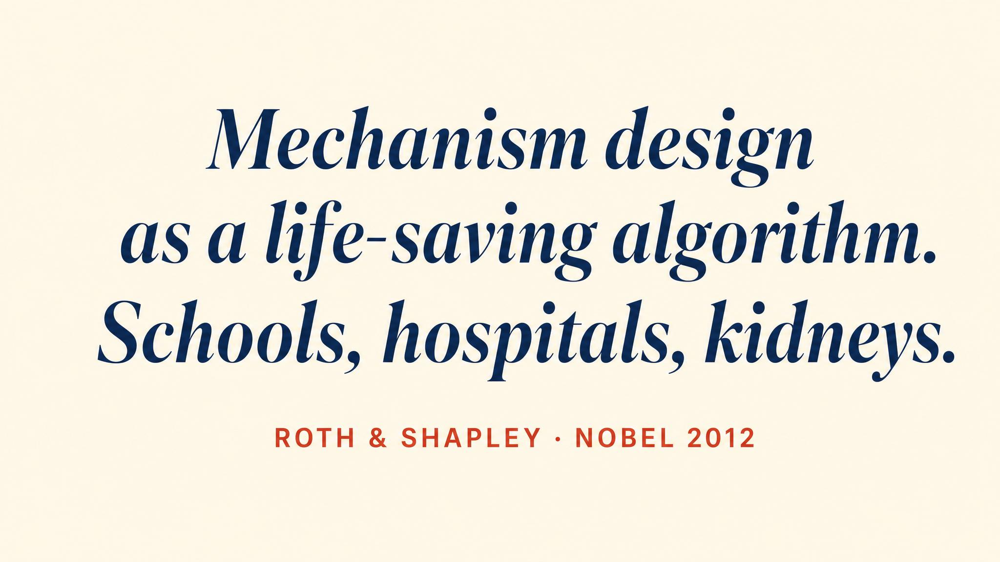 Mechanism design
as a life-saving algorithm.
Schools, hospitals, kidneys.
ROTH & SHAPLEY · NOBEL 2012